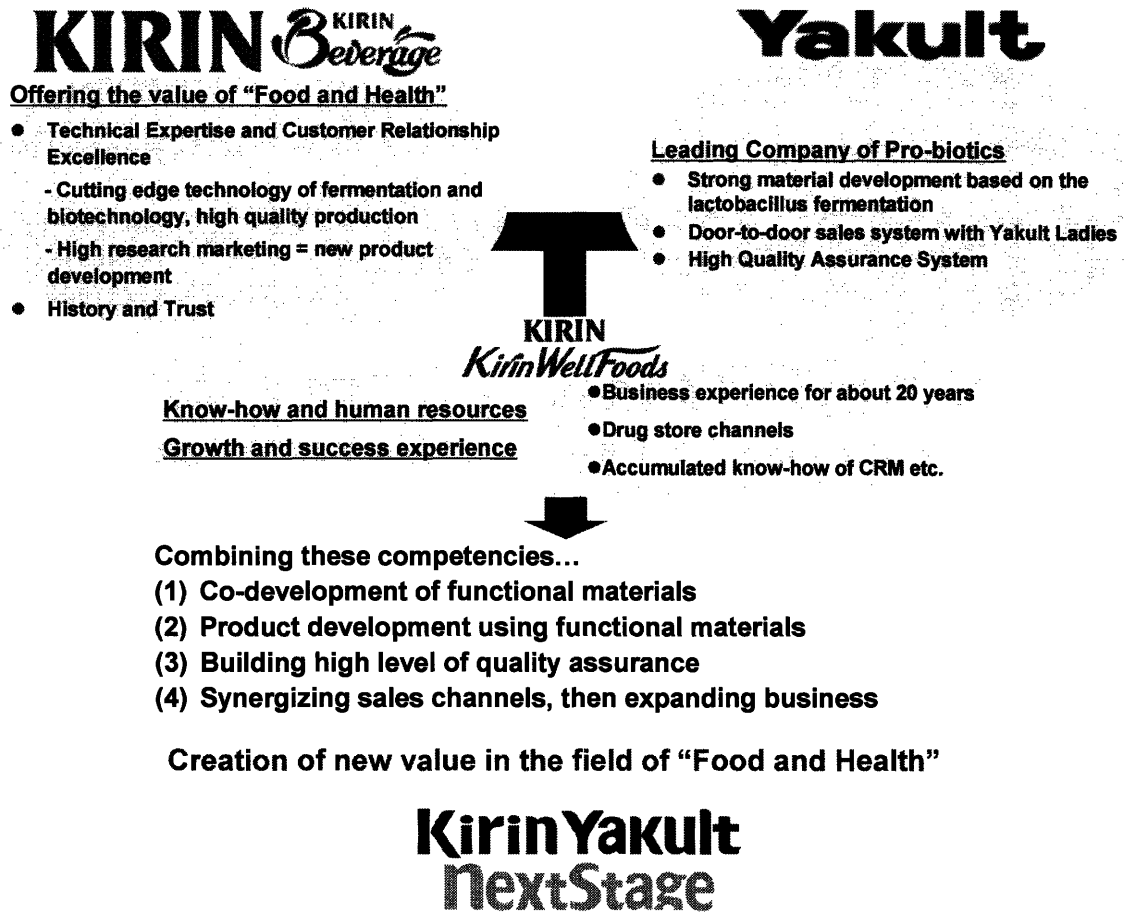 KIRIN KIRIN Beverage
Offering the value of “Food and Health”
● Technical Expertise and Customer Relationship
Excellence
- Cutting edge technology of fermentation and
biotechnology, high quality production
- High research marketing = new product
development
● History and Trust
Yakult
Leading Company of Pro-biotics
● Strong material development based on the
lactobacillus fermentation
● Door-to-door sales system with Yakult Ladies
● High Quality Assurance System
KIRIN
Kirin Well Foods
Know-how and human resources
Growth and success experience
●Business experience for about 20 years
●Drug store channels
●Accumulated know-how of CRM etc.
Combining these competencies...
(1) Co-development of functional materials
(2) Product development using functional materials
(3) Building high level of quality assurance
(4) Synergizing sales channels, then expanding business
Creation of new value in the field of “Food and Health”
Kirin Yakult
NextStage